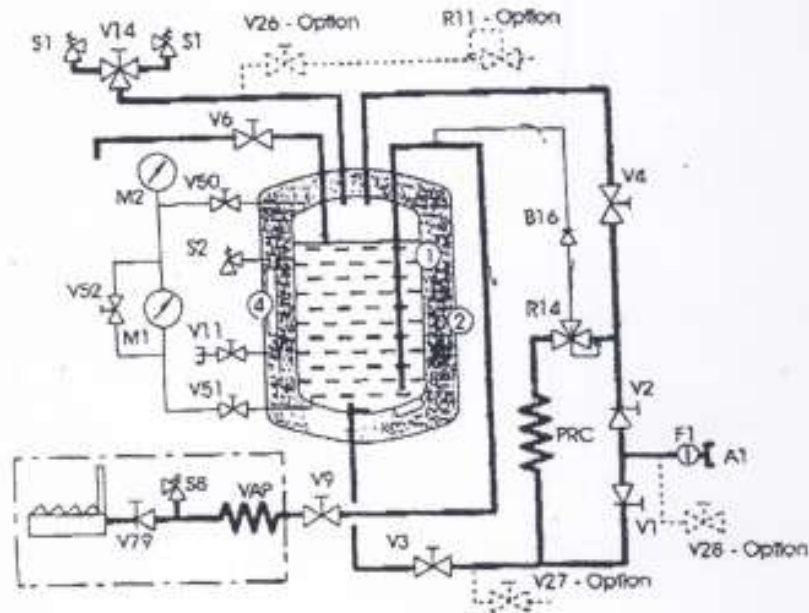 V26 - Option
R11 - Option
S1
V14
S1
V6
M2
V50
V4
B16
S2
1
V52
4
2
R14
M1
V11
V51
V2
F1
A1
PRC
S8
VAP
V9
V79
V3
V1
V28 - Option
V27 - Option